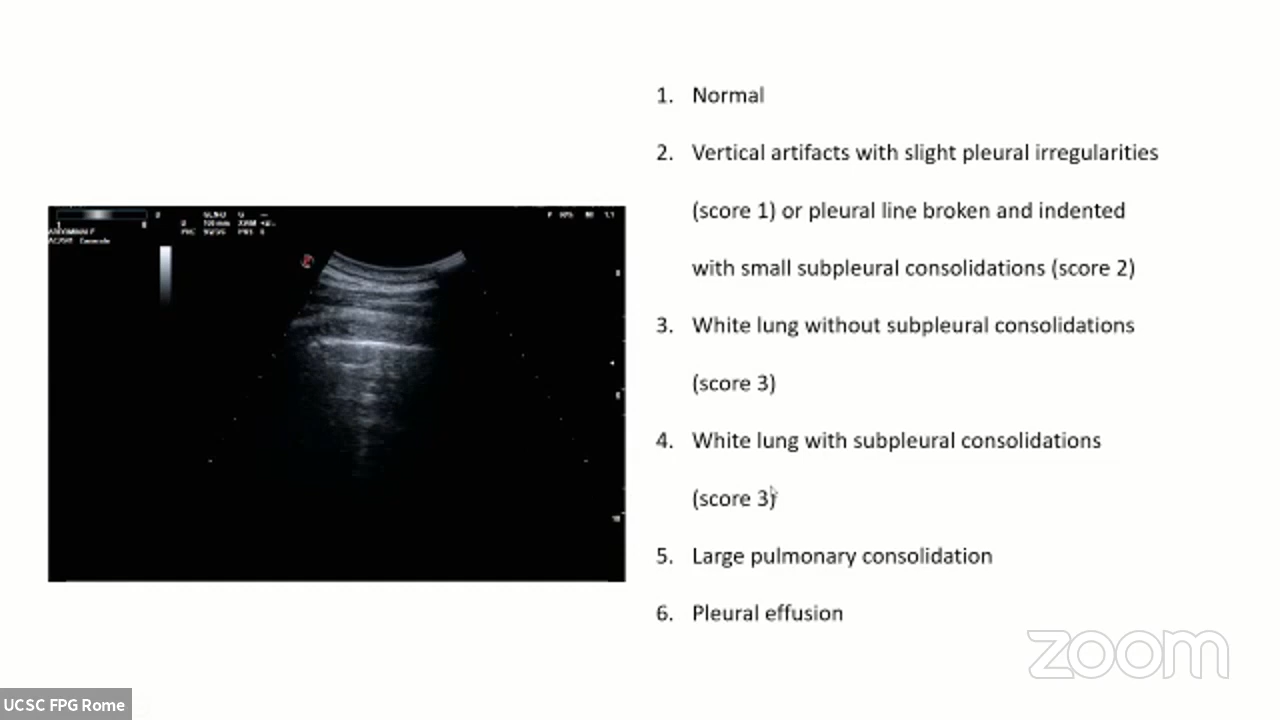 1. Normal
2. Vertical artifacts with slight pleural irregularities
(score 1) or pleural line broken and indented
with small subpleural consolidations (score 2)
3. White lung without subpleural consolidations
(score 3)
4. White lung with subpleural consolidations
(score 3)
5. Large pulmonary consolidation
6. Pleural effusion
zoom
UCSC FPG Rome